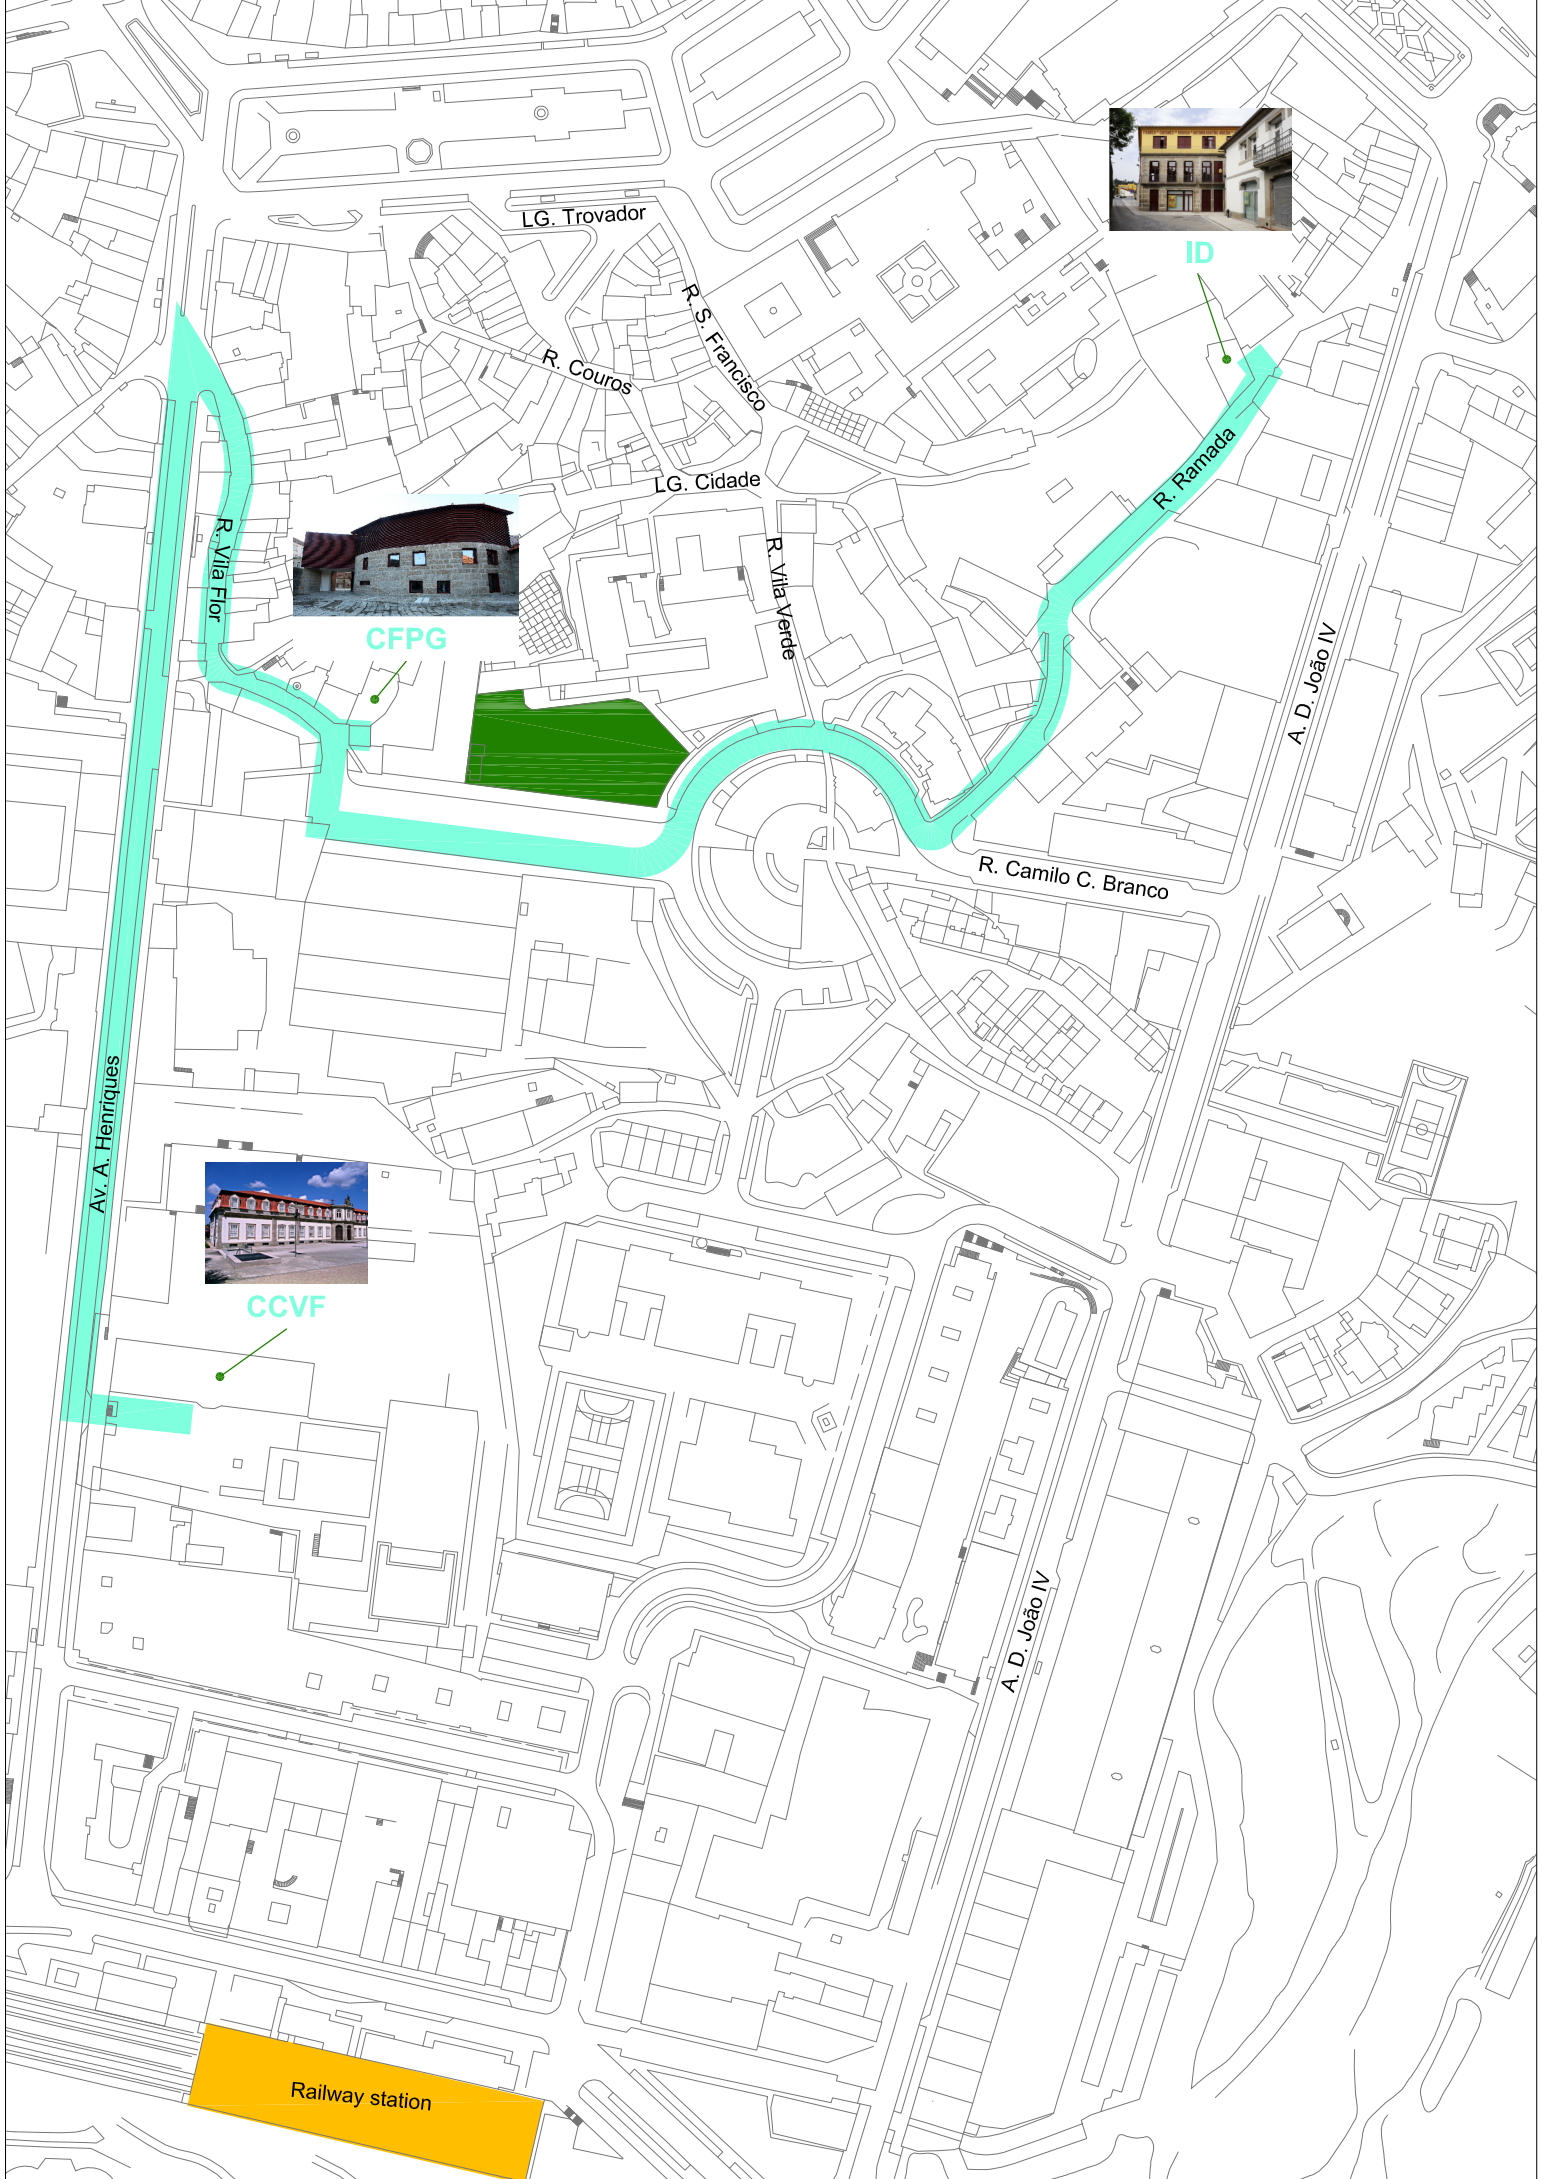 LG. Trovador
ID
R. S. Francisco
R. Couros
R. Ramada
LG. Cidade
R. Vila Flor
R. Vila Verde
CFPG
A. D. João IV
R. Camilo C. Branco
Av. A. Henriques
CCVF
A. D. João IV
Railway station